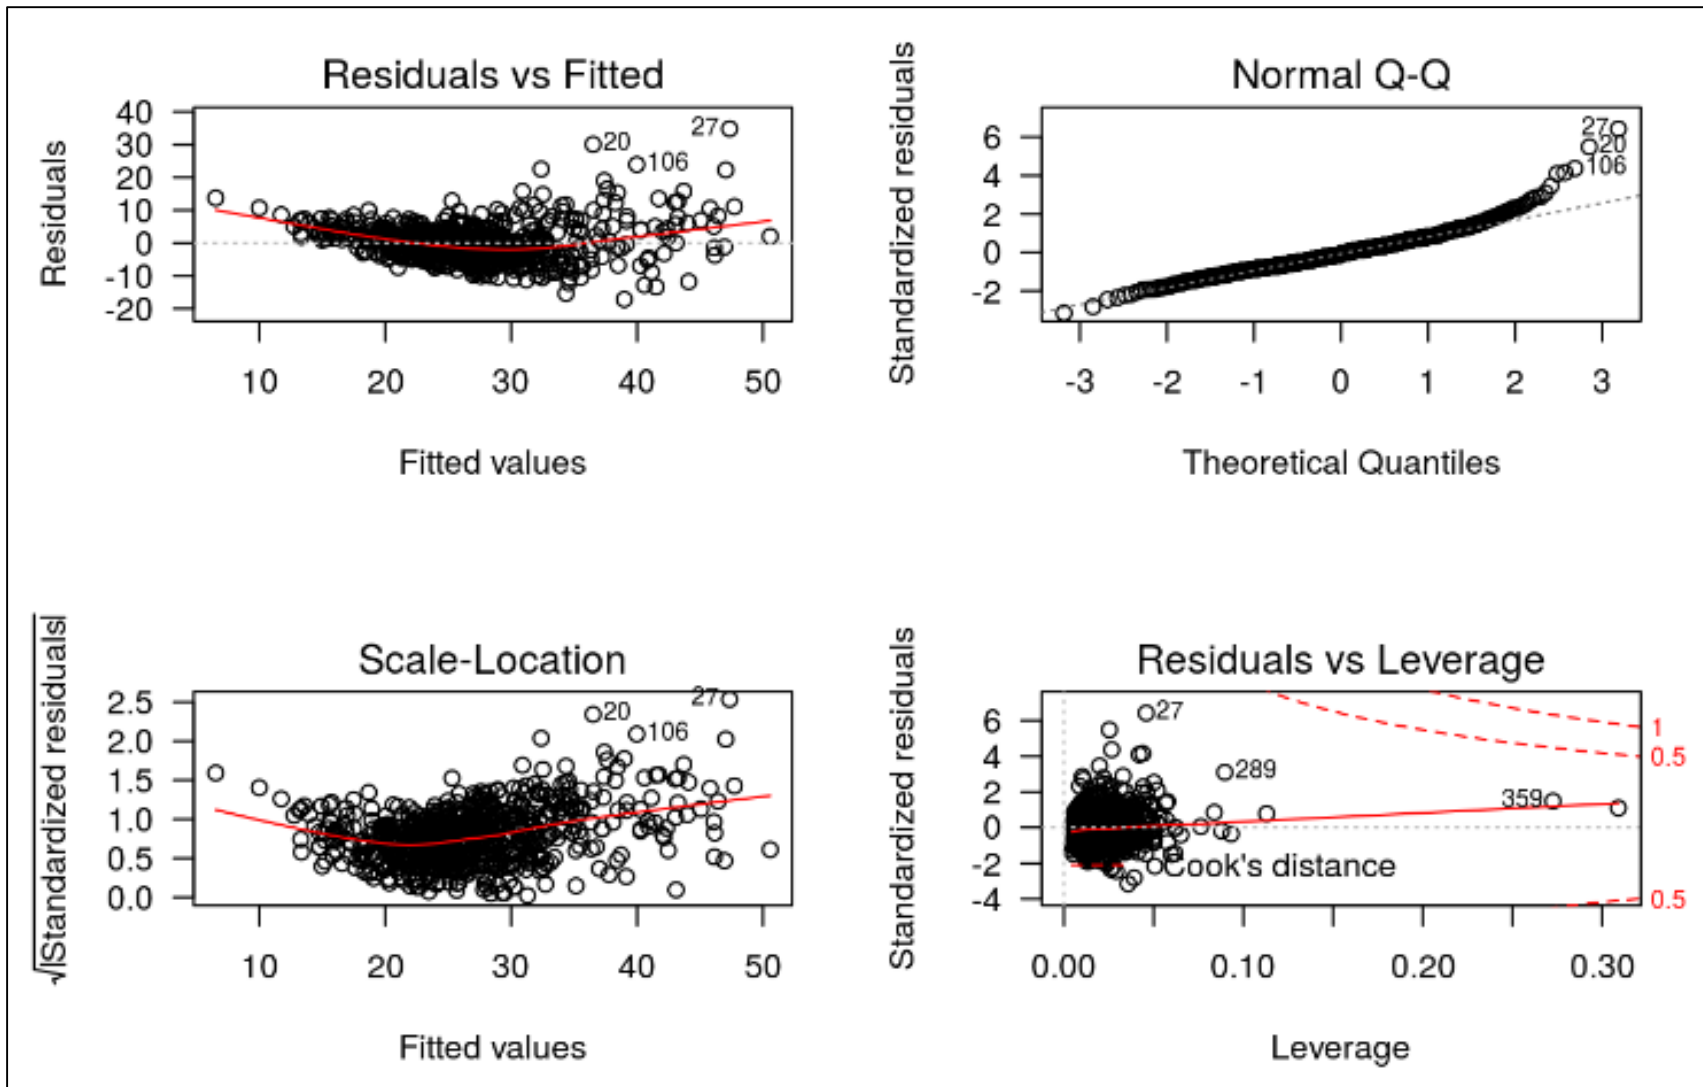 Residuals vs Fitted
Residuals
40
30
20
10
0
-10
-20
27
20
106
10 20 30 40 50
Fitted values
Normal Q-Q
Standardized residuals
6
4
2
0
-2
27
20
106
-3 -2 -1 0 1 2 3
Theoretical Quantiles
Scale-Location
√|Standardized residuals|
2.5
2.0
1.5
1.0
0.5
0.0
27
20
106
10 20 30 40 50
Fitted values
Residuals vs Leverage
Standardized residuals
6
4
2
0
-2
-4
27
289
359
Cook's distance
1
0.5
0.5
0.00 0.10 0.20 0.30
Leverage